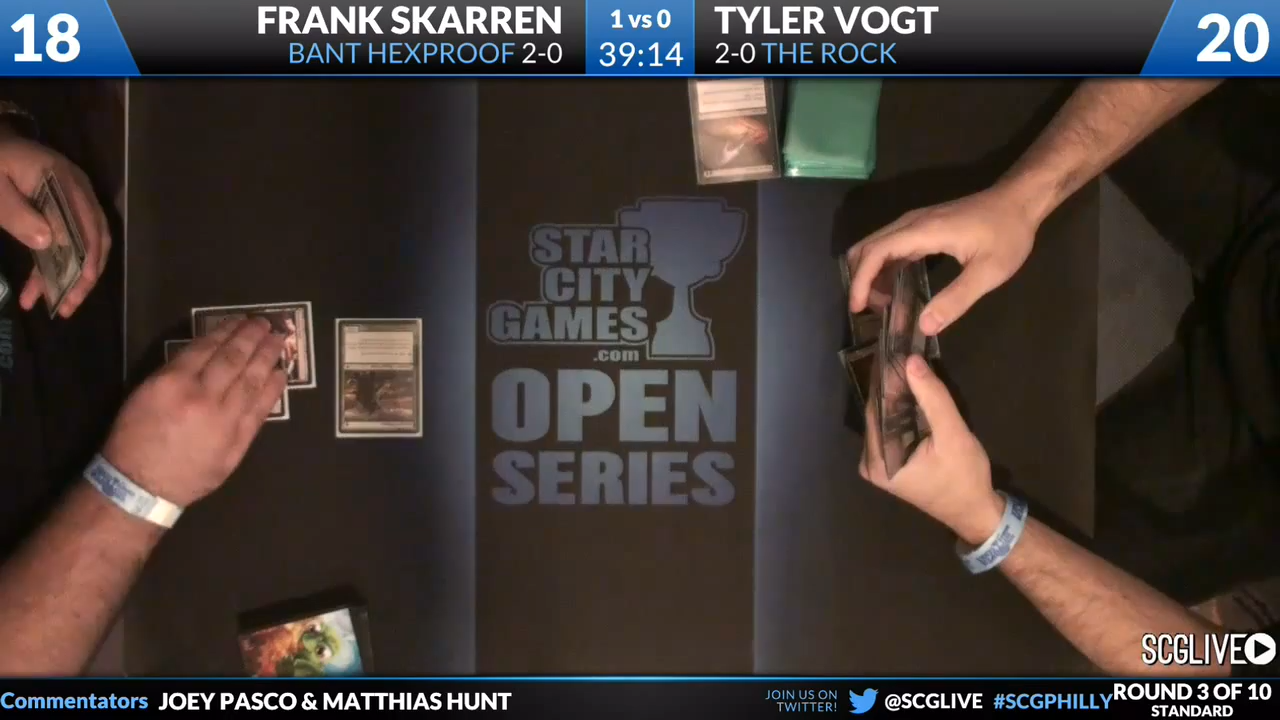 18
FRANK SKARREN
BANT HEXPROOF 2-0
1 vs 0
39:14
TYLER VOGT
2-0 THE ROCK
20
STAR
CITY
GAMES
.com
OPEN
SERIES
SCGLIVE
Commentators JOEY PASCO & MATTHIAS HUNT
JOIN US ON
TWITTER!
@SCGLIVE #SCGPHILLY
ROUND 3 OF 10
STANDARD